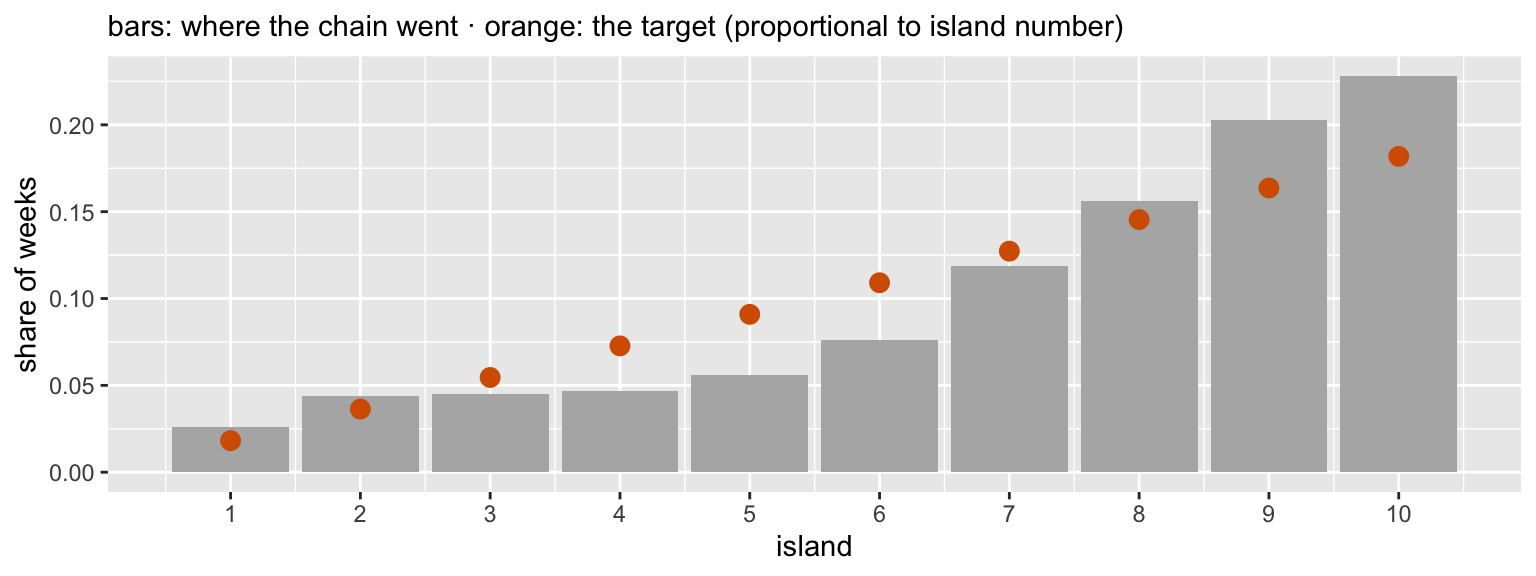 bars: where the chain went · orange: the target (proportional to island number)
share of weeks
0.20
0.15
0.10
0.05
0.00
1 2 3 4 5 6 7 8 9 10
island